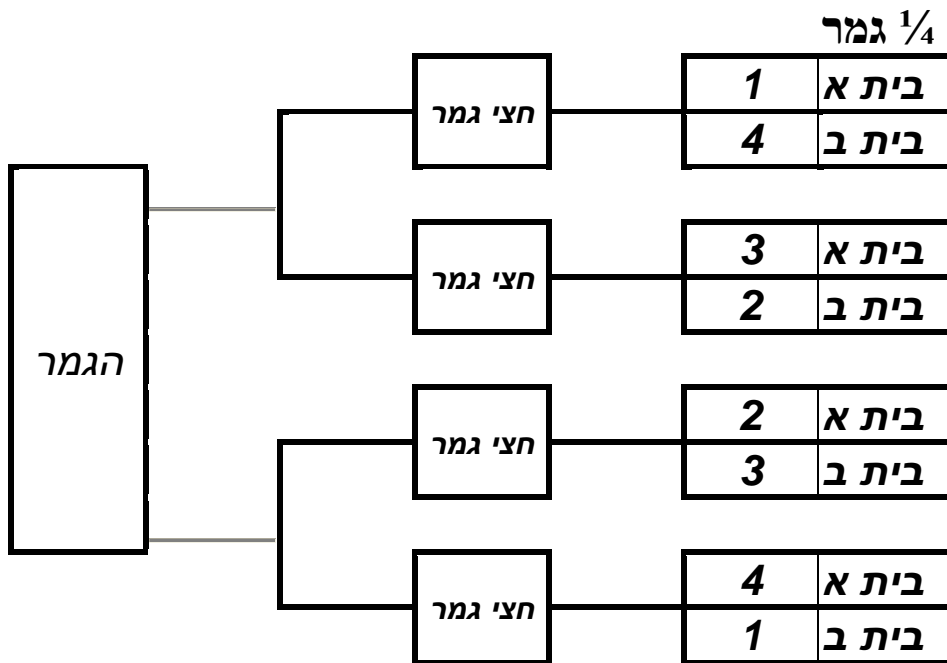 ¼ גמר
בית א 1
בית ב 4
חצי גמר
בית א 3
בית ב 2
חצי גמר
בית א 2
בית ב 3
חצי גמר
בית א 4
בית ב 1
חצי גמר
הגמר